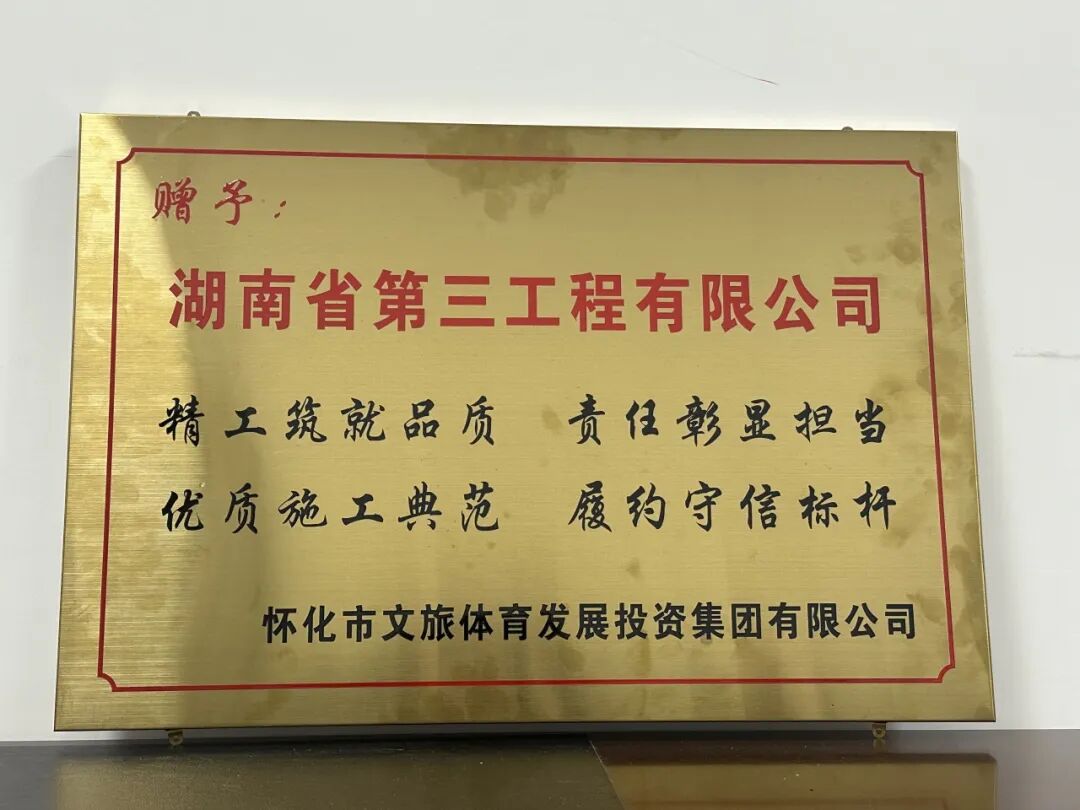 赠予：
湖南省第三工程有限公司
精工筑就品质 责任彰显担当
优质施工典范 履约守信标杆
怀化市文旅体育发展投资集团有限公司